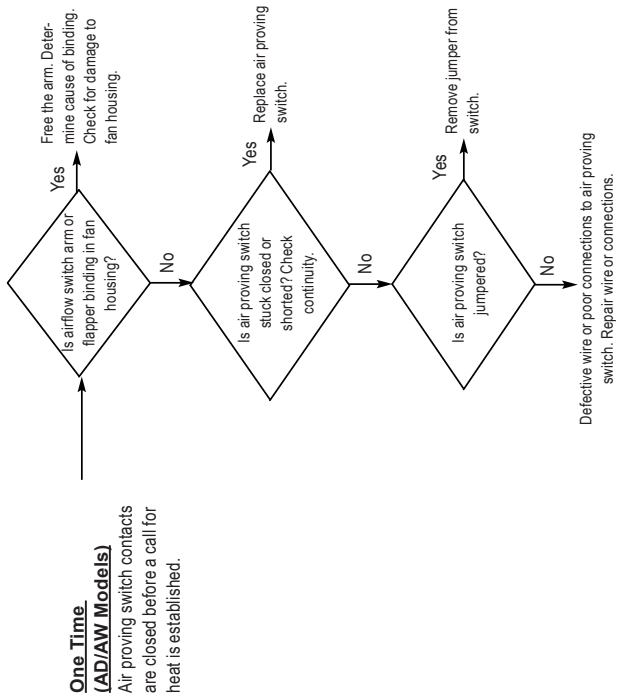 One Time
(AD/AW Models)
Air proving switch contacts
are closed before a call for
heat is established.
Is airflow switch arm or
flapper binding in fan
housing?
Yes
Free the arm. Deter-
mine cause of binding.
Check for damage to
fan housing.
No
Is air proving switch
stuck closed or
shorted? Check
continuity.
Yes
Replace air proving
switch.
No
Is air proving switch
jumpered?
Yes
Remove jumper from
switch.
No
Defective wire or poor connections to air proving
switch. Repair wire or connections.